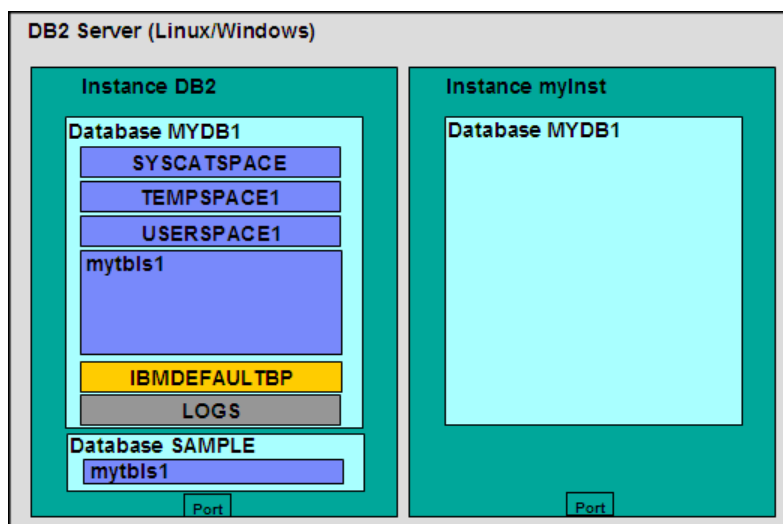 DB2 Server (Linux/Windows)
Instance DB2
Database MYDB1
SYSCATSPACE
TEMPSPACE1
USERSPACE1
mytbls1
IBMDEFAULTBP
LOGS
Database SAMPLE
mytbls1
Port
Instance myInst
Database MYDB1
Port